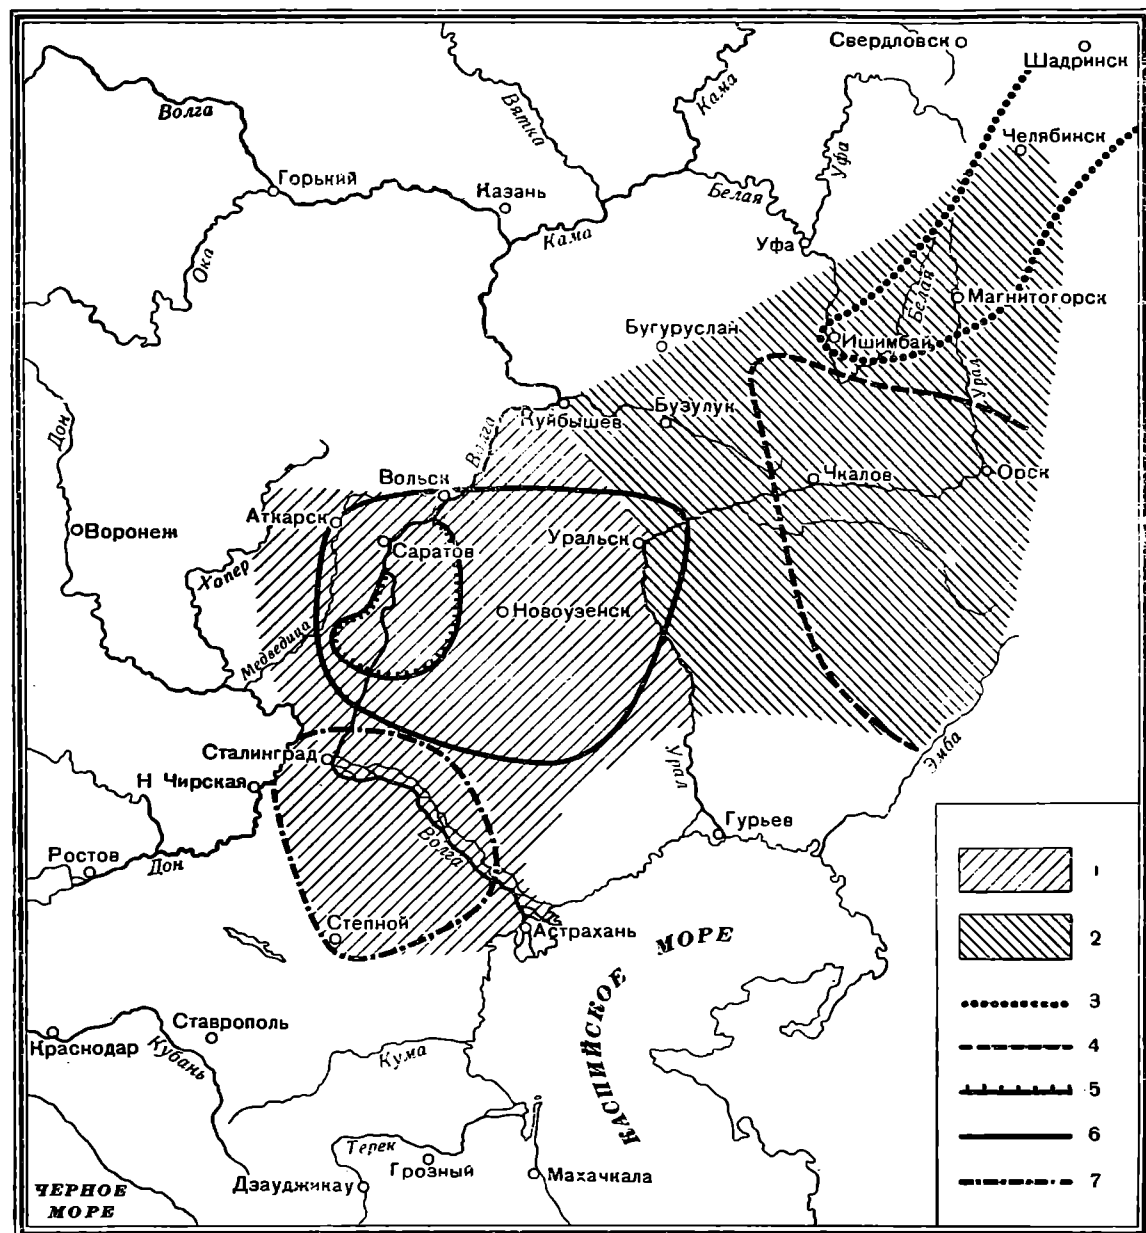 Свердловск
Шадринск
Волга
Вятка
Кама
Уфа
Челябинск
Горький
Казань
Белая
Ока
Кама
Уфа
Белая
Магнитогорск
Бугуруслан
Ишимбай
Урал
Дон
Куйбышев
Бузулук
Волга
Вольск
Чкалов
Орск
Воронеж
Аткарск
Саратов
Уральск
Хопер
Новоузенск
Медведица
Сталинград
Н Чирская
Урал
Эмба
Гурьев
Ростов
Дон
Волга
Степной
Астрахань
КАСПИЙСКОЕ
МОРЕ
Краснодар
Ставрополь
Кубань
Кума
Терек
Грозный
Дзауджикау
Махачкала
ЧЕРНОЕ
МОРЕ
1
2
3
4
5
6
7